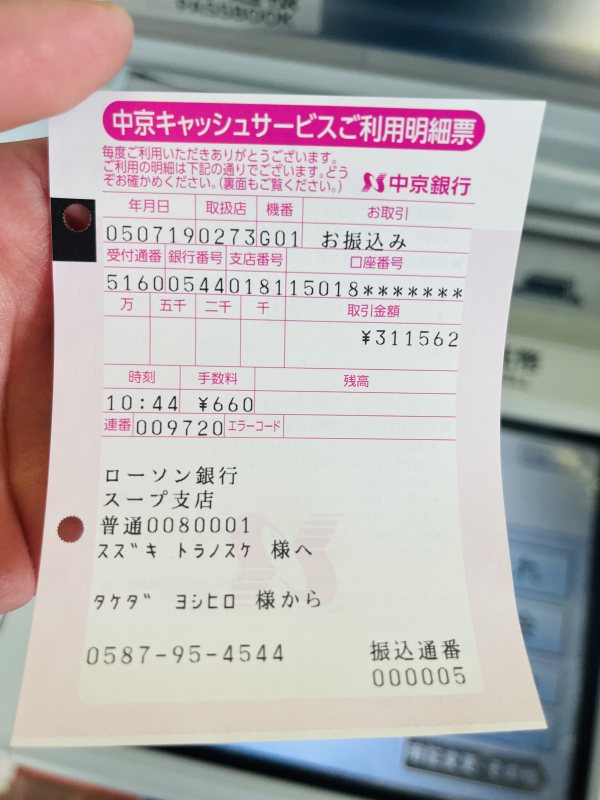 PASSBOOK
中京キャッシュサービスご利用明細票
毎度ご利用いただきありがとうございます。
ご利用の明細は下記の通りでございます。どう
ぞお確かめください。(裏面もご覧ください。)
中京銀行
年月日 取扱店 機番 お取引
050719 0273 G01 お振込み
受付通番 銀行番号 支店番号 口座番号
5160 0544 0181 15018*******
万 五千 二千 千 取引金額
¥311562
時刻 手数料 残高
10:44 ¥660
連番 009720 エラーコード
ローソン銀行
スープ支店
普通0080001
スズキ トラノスケ 様へ
タケダ ヨシヒロ 様から
0587-95-4544 振込通番
000005